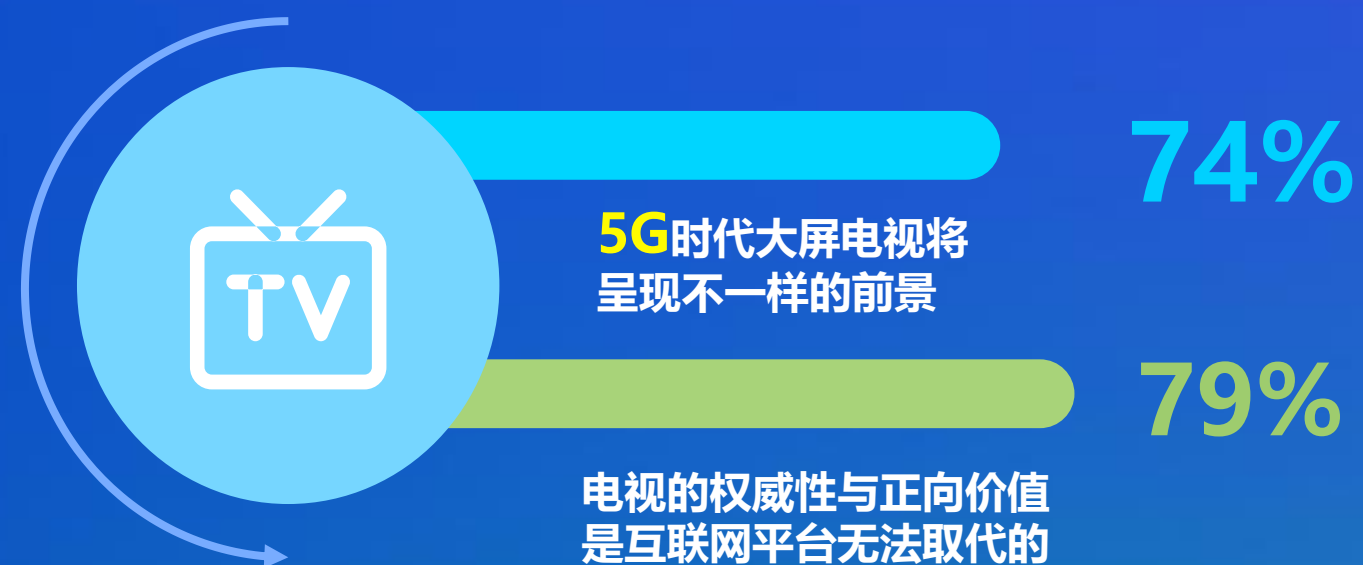 TV
74%
5G时代大屏电视将
呈现不一样的前景
79%
电视的权威性与正向价值
是互联网平台无法取代的